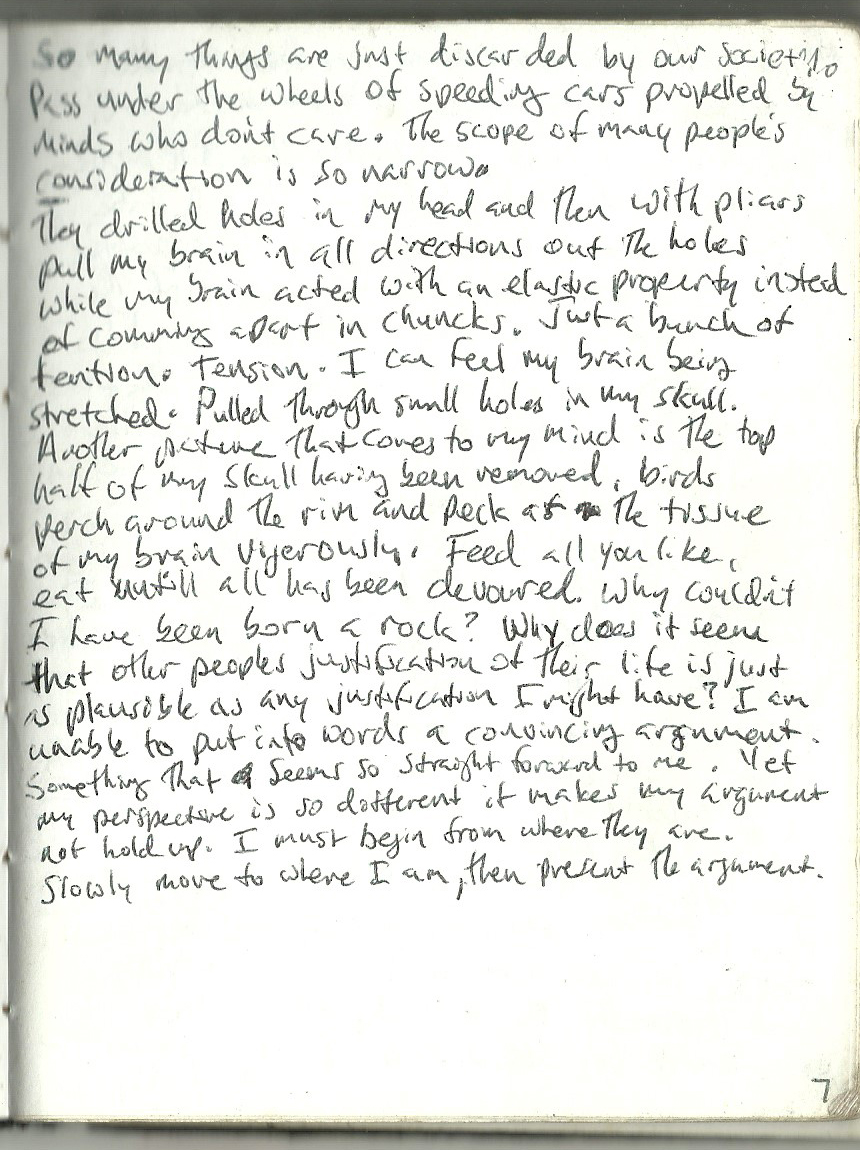 So many things are just discarded by our society.
Pass under the wheels of speeding cars propelled by
minds who don't care. The scope of many people's
consideration is so narrow.
They drilled holes in my head and then with pliars
pull my brain in all directions out the holes
while my brain acted with an elastic property insted
of comming apart in chuncks. Just a bunch of
tention. Tension. I can feel my brain being
stretched. Pulled through small holes in my skull.
Another picture that comes to my mind is the top
half of my skull having been removed, birds
perch around the rim and peck at the tissue
of my brain vigerously. Feed all you like,
eat untill all has been devoured. Why couldn't
I have been born a rock? Why does it seem
that other peoples justification of their life is just
as plausible as any justification I might have? I am
unable to put into words a convincing argument.
Something that seems so straight forward to me. Yet
my perspective is so different it makes my argument
not hold up. I must begin from where they are.
Slowly move to where I am, then present the argument.
7